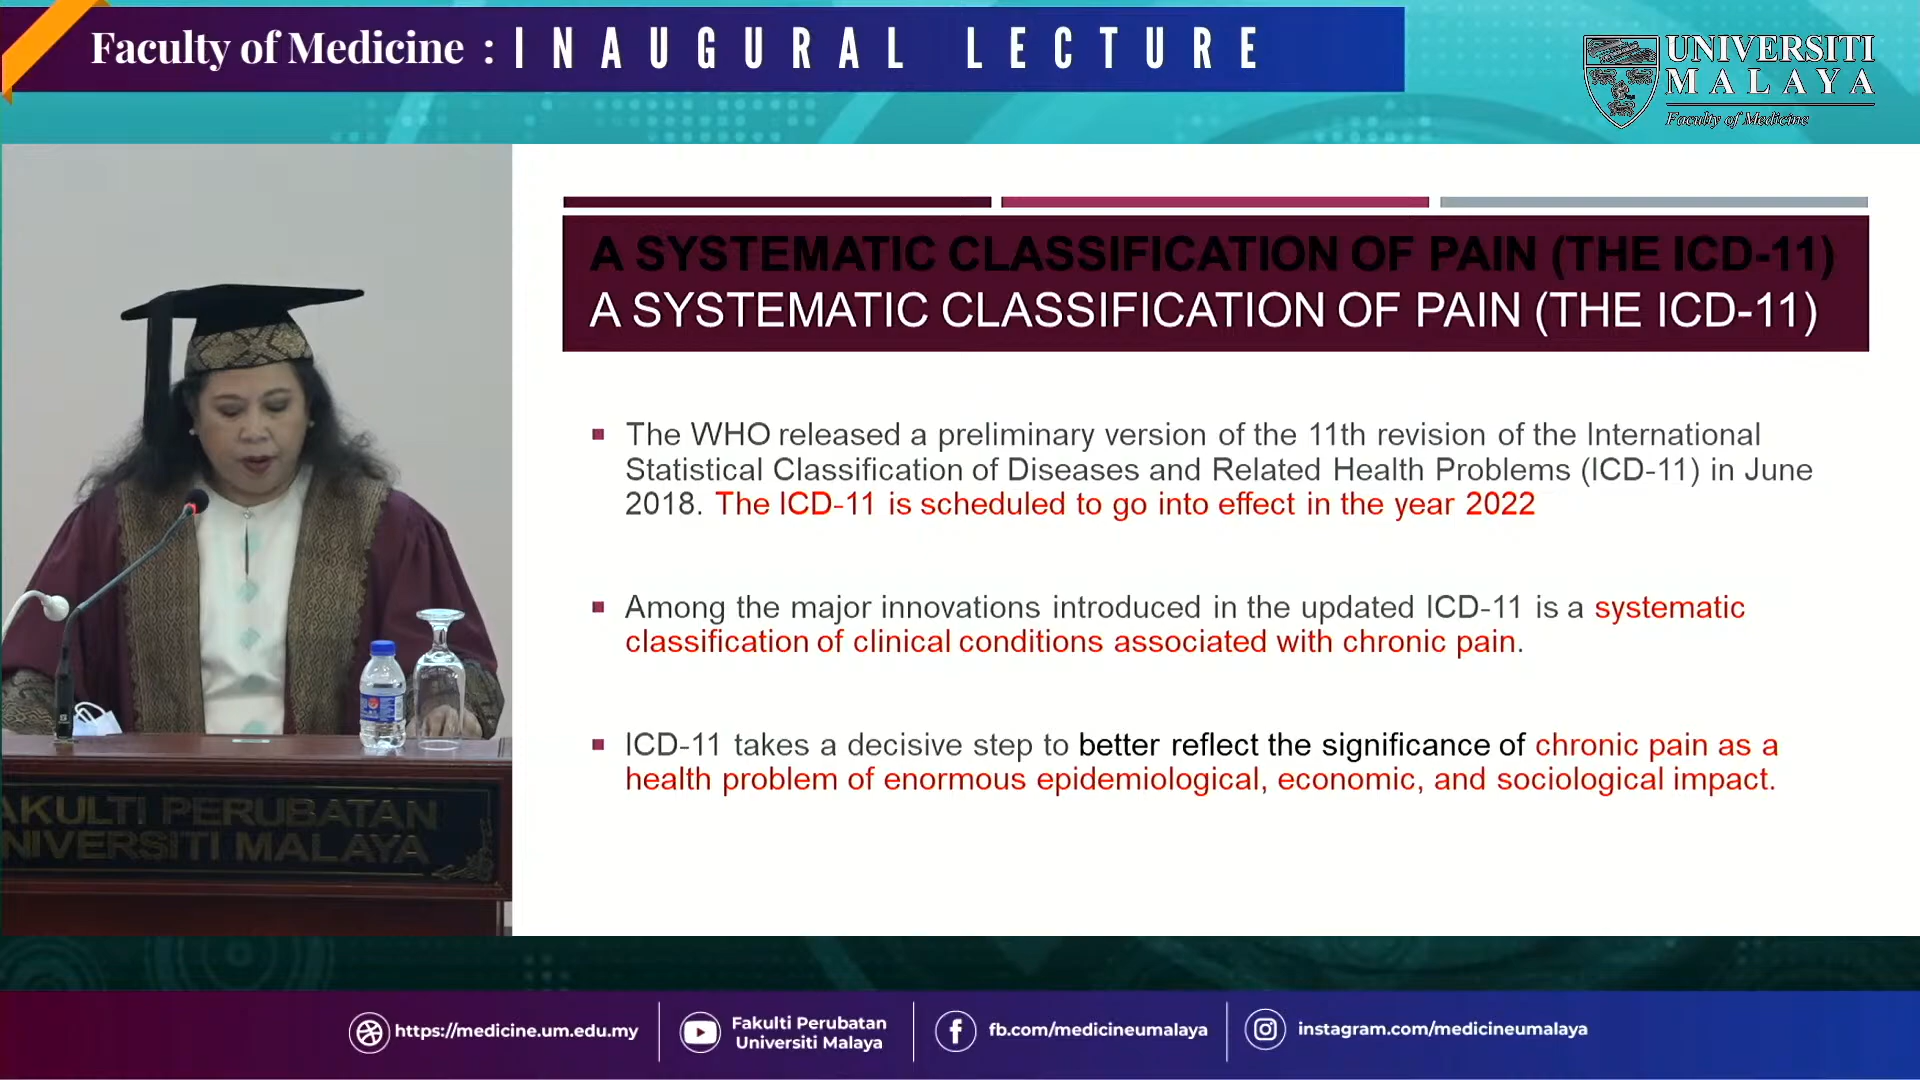 Faculty of Medicine : INAUGURAL LECTURE
UNIVERSITI
MALAYA
Faculty of Medicine
A SYSTEMATIC CLASSIFICATION OF PAIN (THE ICD-11)
A SYSTEMATIC CLASSIFICATION OF PAIN (THE ICD-11)
▪ The WHO released a preliminary version of the 11th revision of the International
Statistical Classification of Diseases and Related Health Problems (ICD-11) in June
2018. The ICD-11 is scheduled to go into effect in the year 2022
▪ Among the major innovations introduced in the updated ICD-11 is a systematic
classification of clinical conditions associated with chronic pain.
▪ ICD-11 takes a decisive step to better reflect the significance of chronic pain as a
health problem of enormous epidemiological, economic, and sociological impact.
AKULTI PERUBATAN
NIVERSITI MALAYA
https://medicine.um.edu.my
Fakulti Perubatan
Universiti Malaya
fb.com/medicineumalaya
instagram.com/medicineumalaya